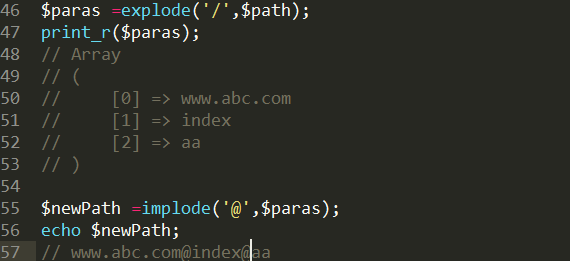 46 $paras =explode('/',$path);
47 print_r($paras);
48 // Array
49 // (
50 //     [0] => www.abc.com
51 //     [1] => index
52 //     [2] => aa
53 // )
54
55 $newPath =implode('@',$paras);
56 echo $newPath;
57 // www.abc.com@index@aa